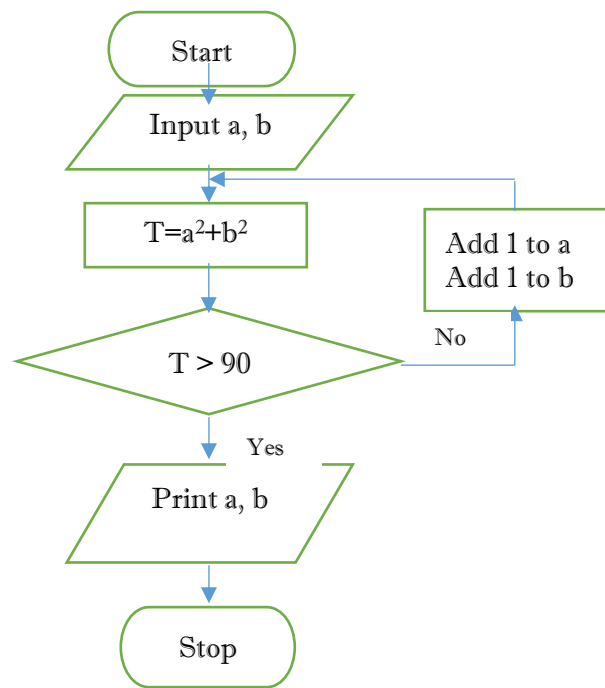 Start
Input a, b
T=a²+b²
Add 1 to a
Add 1 to b
No
T > 90
Yes
Print a, b
Stop